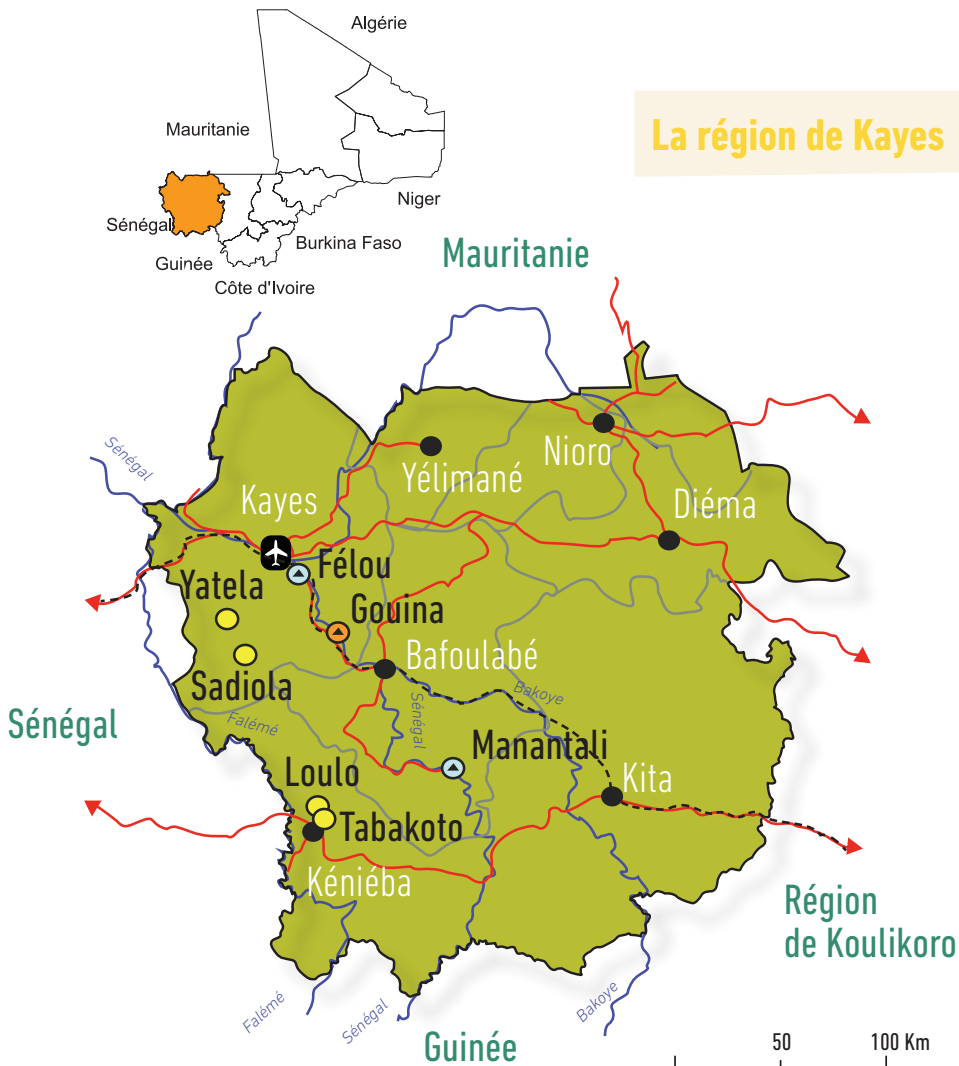 Algérie
Mauritanie
La région de Kayes
Niger
Sénégal
Burkina Faso
Guinée
Côte d'Ivoire
Mauritanie
Sénégal
Nioro
Yélimané
Kayes
Diéma
Félou
Yatela
Gouina
Bafoulabé
Sadiola
Bakoye
Sénégal
Falémé
Sénégal
Manantali
Loulo
Kita
Tabakoto
Kéniéba
Région
de Koulikoro
Falémé
Sénégal
Bakoye
Guinée
50
100 Km